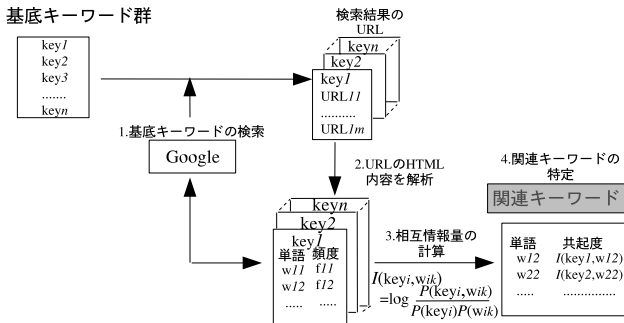 基底キーワード群
key1
key2
key3
.......
keyn
1.基底キーワードの検索
Google
検索結果の
URL
keyn
key2
key1
URL11
..........
URL1m
2.URLのHTML
内容を解析
keyn
key2
key1
単語 頻度
w11 f11
w12 f12
..... .....
3.相互情報量の
計算
I(keyi,wik)
=log P(keyi,wik)
P(keyi)P(wik)
4.関連キーワードの
特定
関連キーワード
単語 共起度
w12 I(key1,w12)
w22 I(key2,w22)
..... ...............